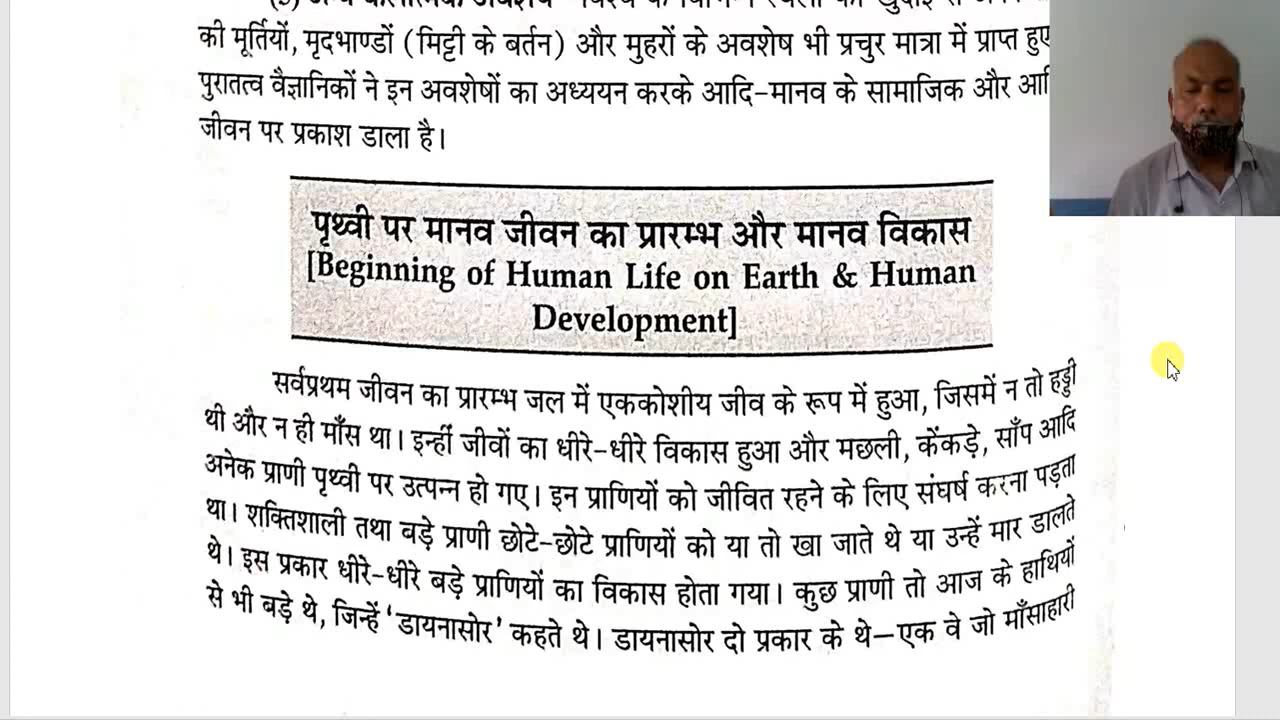 की मूर्तियों, मृदभाण्डों (मिट्टी के बर्तन) और मुहरों के अवशेष भी प्रचुर मात्रा में प्राप्त हुए
पुरातत्व वैज्ञानिकों ने इन अवशेषों का अध्ययन करके आदि-मानव के सामाजिक और
जीवन पर प्रकाश डाला है।
पृथ्वी पर मानव जीवन का प्रारम्भ और मानव विकास
[Beginning of Human Life on Earth & Human
Development]
सर्वप्रथम जीवन का प्रारम्भ जल में एककोशीय जीव के रूप में हुआ, जिसमें न तो हड्डी
थी और न ही माँस था। इन्हीं जीवों का धीरे-धीरे विकास हुआ और मछली, केंकड़े, साँप आदि
अनेक प्राणी पृथ्वी पर उत्पन्न हो गए। इन प्राणियों को जीवित रहने के लिए संघर्ष करना पड़ता
था। शक्तिशाली तथा बड़े प्राणी छोटे-छोटे प्राणियों को या तो खा जाते थे या उन्हें मार डालते
थे। इस प्रकार धीरे-धीरे बड़े प्राणियों का विकास होता गया। कुछ प्राणी तो आज के हाथियों
से भी बड़े थे, जिन्हें 'डायनासोर' कहते थे। डायनासोर दो प्रकार के थे—एक वे जो माँसाहारी